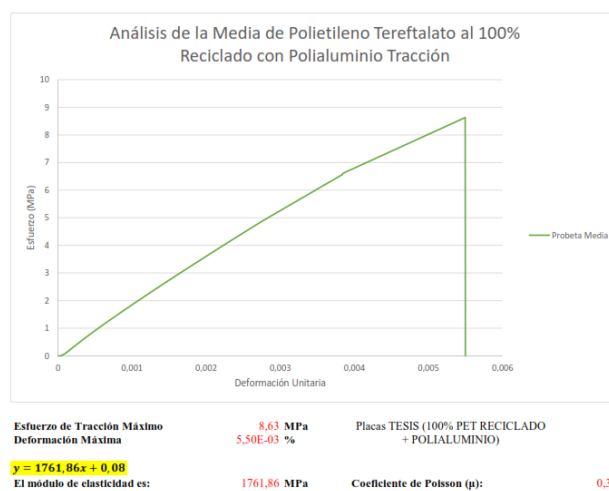 Análisis de la Media de Polietileno Tereftalato al 100%
Reciclado con Polialuminio Tracción
10
9
8
7
6
5
4
3
2
1
0
Esfuerzo (MPa)
0 0,001 0,002 0,003 0,004 0,005 0,006
Deformación Unitaria
Probeta Media
Esfuerzo de Tracción Máximo 8,63 MPa Placas TESIS (100% PET RECICLADO
Deformación Máxima 5,50E-03 % + POLIALUMINIO)
y = 1761,86x + 0,08
El módulo de elasticidad es: 1761,86 MPa Coeficiente de Poisson (μ):